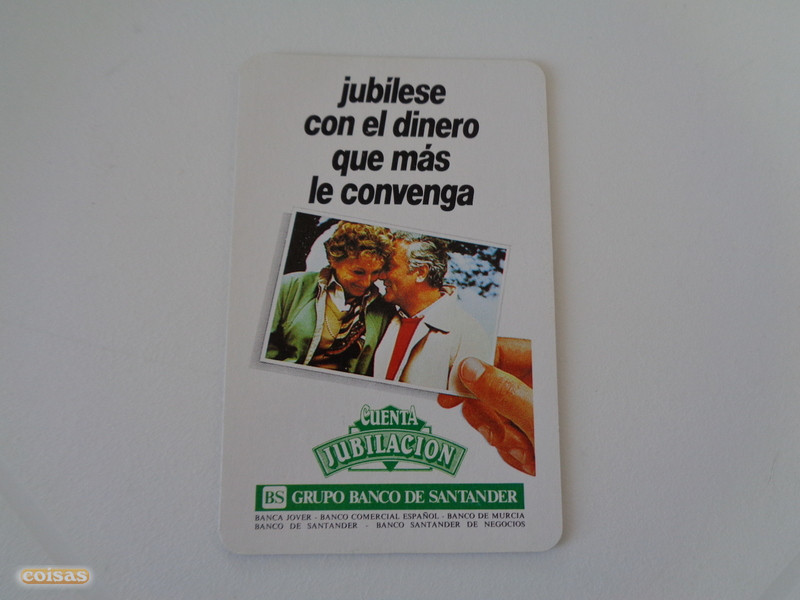 jubílese
con el dinero
que más
le convenga
CUENTA
JUBILACION
BS GRUPO BANCO DE SANTANDER
BANCA JOVER - BANCO COMERCIAL ESPAÑOL - BANCO DE MURCIA
BANCO DE SANTANDER - BANCO SANTANDER DE NEGOCIOS
coisas